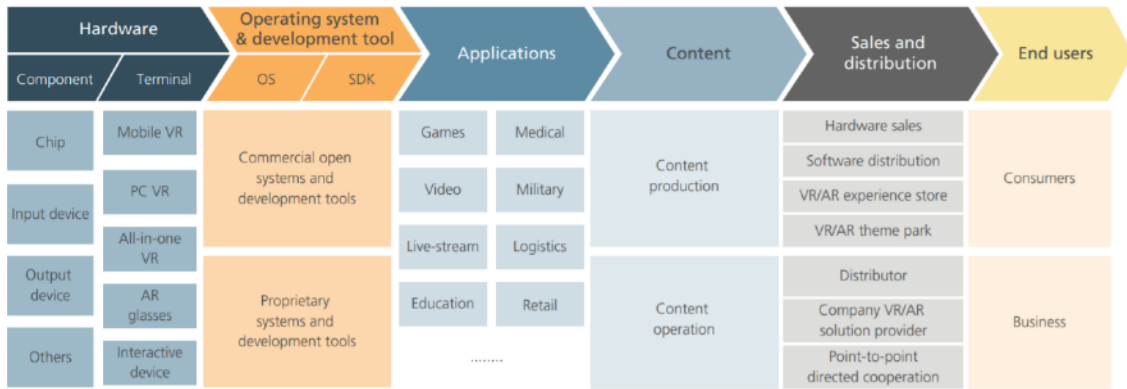 Hardware
Component
Terminal
Operating system
& development tool
OS
SDK
Applications
Content
Sales and
distribution
End users
Chip
Input device
Output
device
Others
Mobile VR
PC VR
All-in-one
VR
AR
glasses
Interactive
device
Commercial open
systems and
development tools
Proprietary
systems and
development tools
Games
Medical
Video
Military
Live-stream
Logistics
Education
Retail
........
Content
production
Content
operation
Hardware sales
Software distribution
VR/AR experience store
VR/AR theme park
Distributor
Company VR/AR
solution provider
Point-to-point
directed cooperation
Consumers
Business